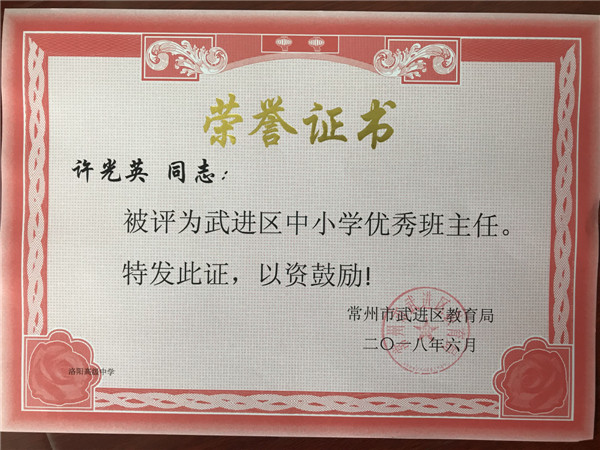 荣誉证书
许光英 同志：
被评为武进区中小学优秀班主任。
特发此证，以资鼓励!
常州市武进区教育局
二〇一八年六月
洛阳高级中学